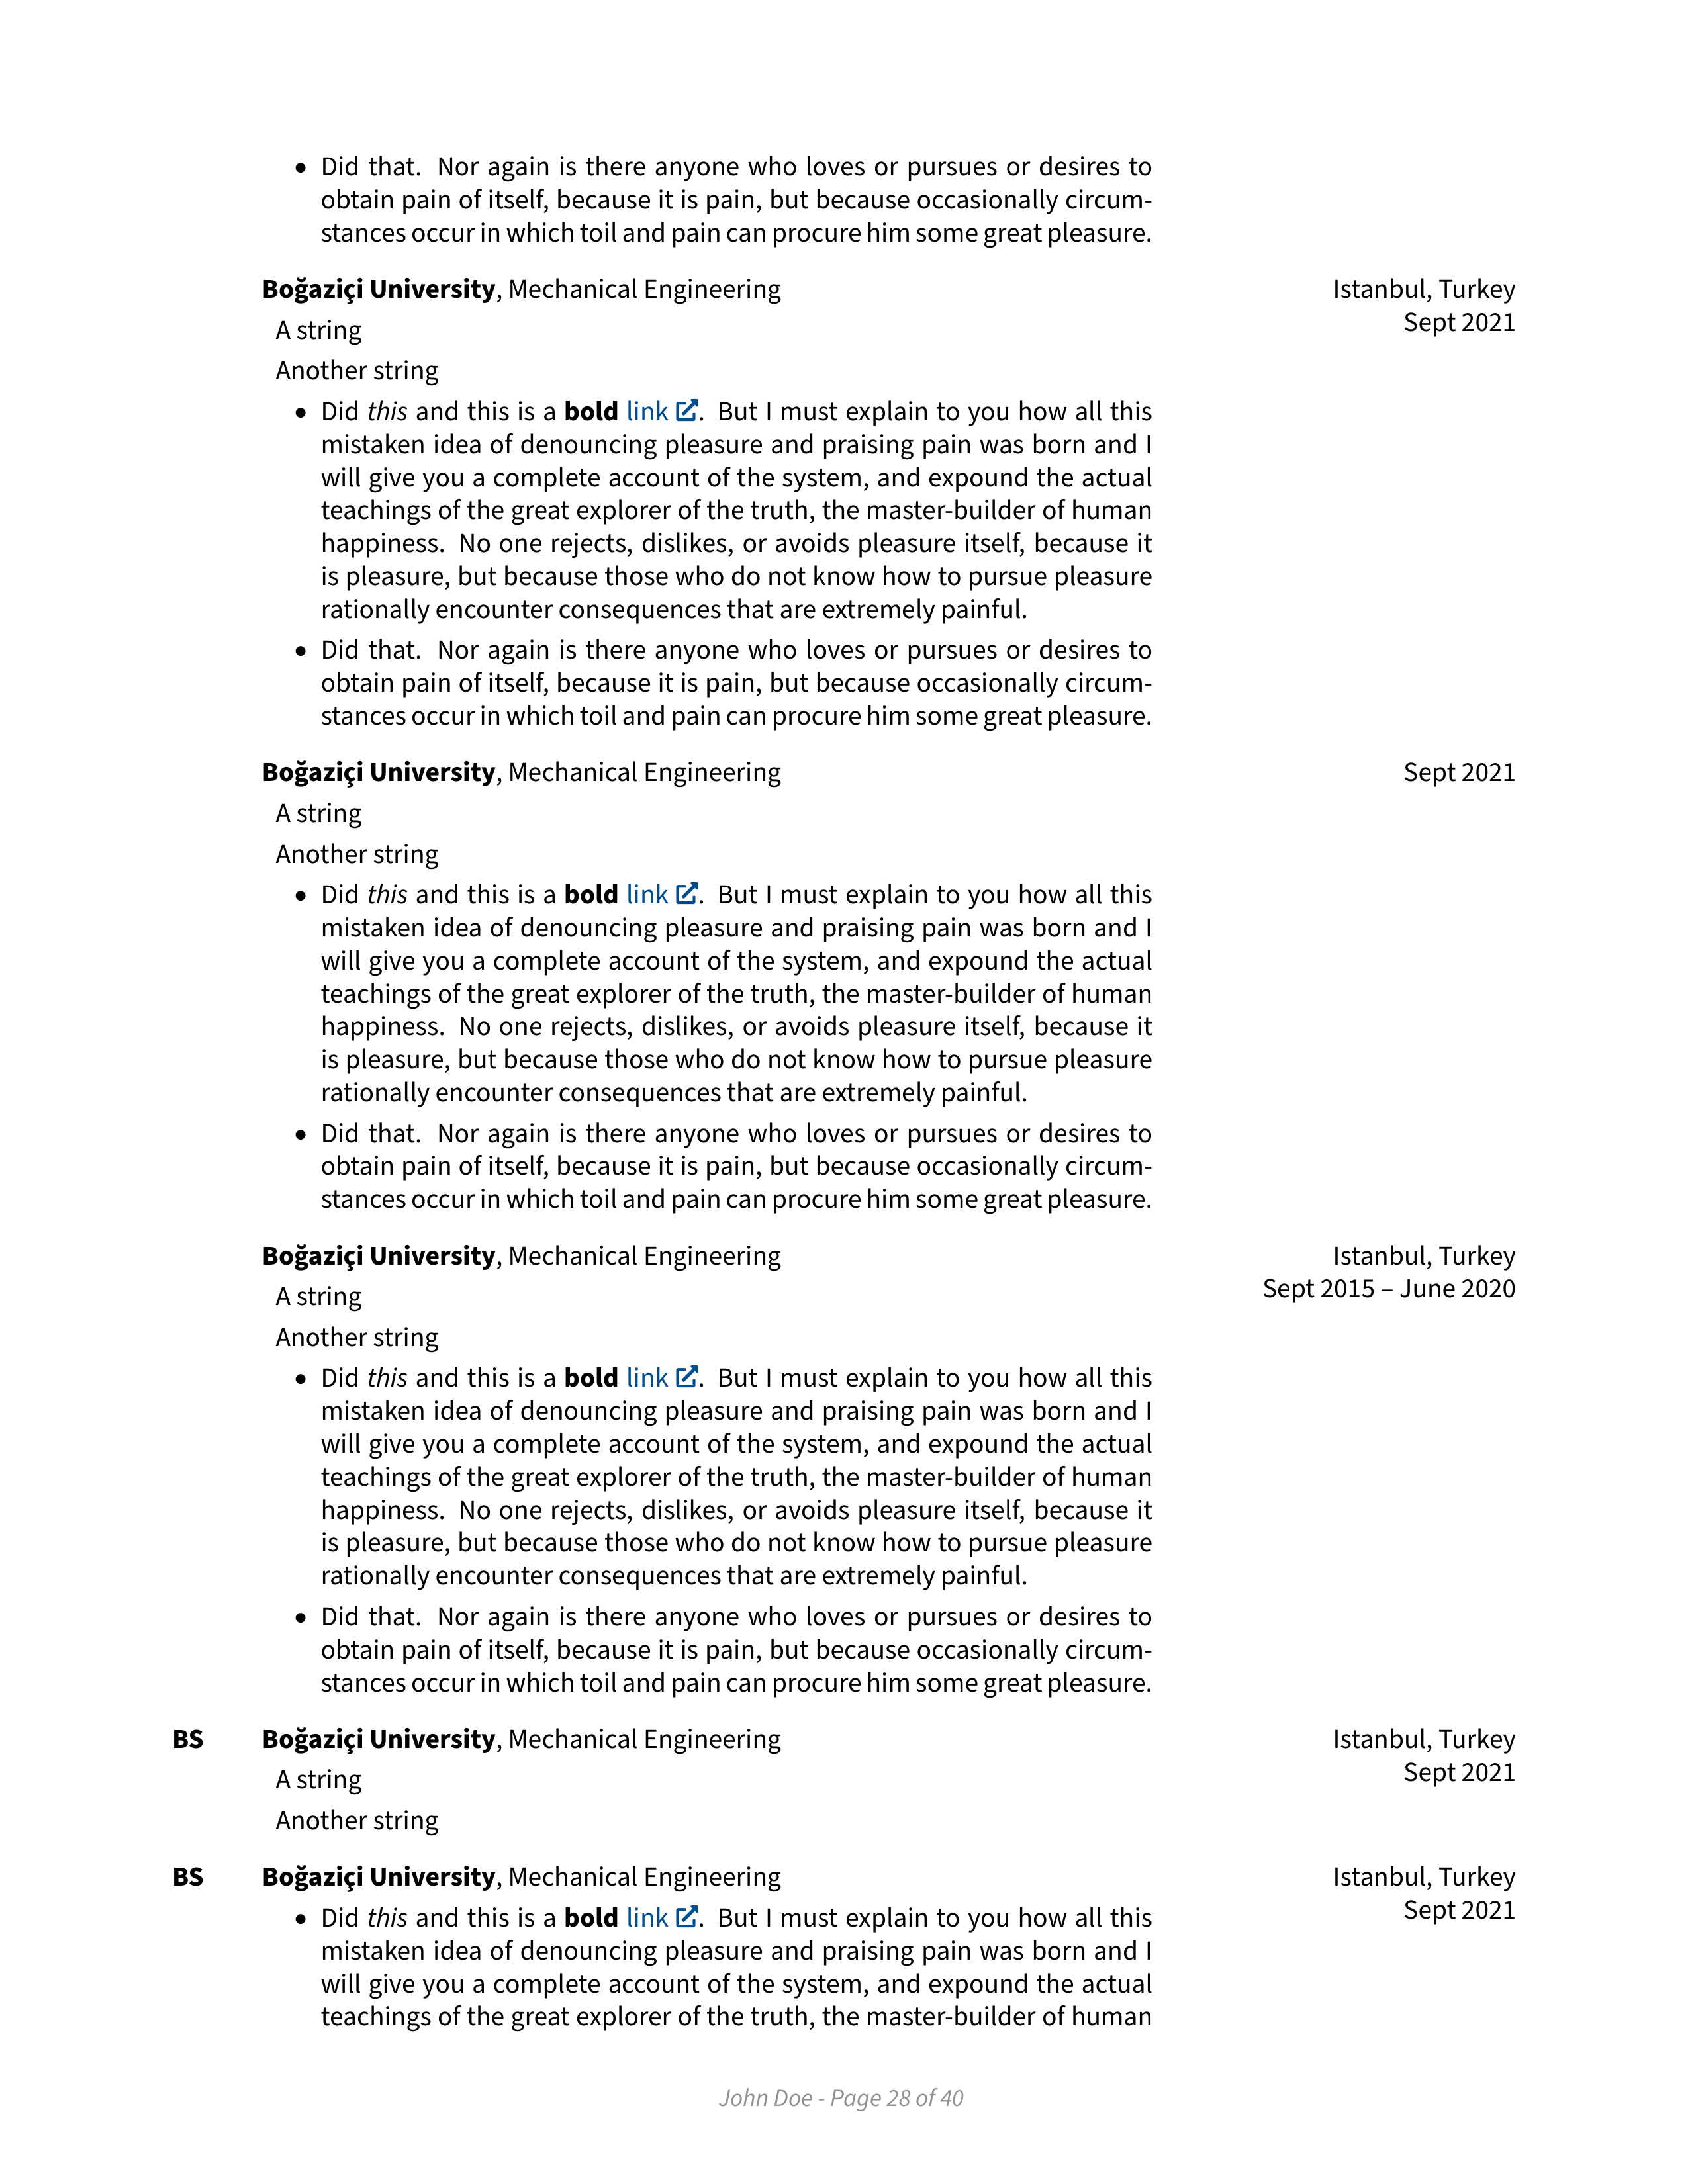 • Did that. Nor again is there anyone who loves or pursues or desires to
obtain pain of itself, because it is pain, but because occasionally circum-
stances occur in which toil and pain can procure him some great pleasure.
Boğaziçi University, Mechanical Engineering Istanbul, Turkey
Sept 2021
A string
Another string
• Did this and this is a bold link. But I must explain to you how all this
mistaken idea of denouncing pleasure and praising pain was born and I
will give you a complete account of the system, and expound the actual
teachings of the great explorer of the truth, the master-builder of human
happiness. No one rejects, dislikes, or avoids pleasure itself, because it
is pleasure, but because those who do not know how to pursue pleasure
rationally encounter consequences that are extremely painful.
• Did that. Nor again is there anyone who loves or pursues or desires to
obtain pain of itself, because it is pain, but because occasionally circum-
stances occur in which toil and pain can procure him some great pleasure.
Boğaziçi University, Mechanical Engineering Sept 2021
A string
Another string
• Did this and this is a bold link. But I must explain to you how all this
mistaken idea of denouncing pleasure and praising pain was born and I
will give you a complete account of the system, and expound the actual
teachings of the great explorer of the truth, the master-builder of human
happiness. No one rejects, dislikes, or avoids pleasure itself, because it
is pleasure, but because those who do not know how to pursue pleasure
rationally encounter consequences that are extremely painful.
• Did that. Nor again is there anyone who loves or pursues or desires to
obtain pain of itself, because it is pain, but because occasionally circum-
stances occur in which toil and pain can procure him some great pleasure.
Boğaziçi University, Mechanical Engineering Istanbul, Turkey
Sept 2015 – June 2020
A string
Another string
• Did this and this is a bold link. But I must explain to you how all this
mistaken idea of denouncing pleasure and praising pain was born and I
will give you a complete account of the system, and expound the actual
teachings of the great explorer of the truth, the master-builder of human
happiness. No one rejects, dislikes, or avoids pleasure itself, because it
is pleasure, but because those who do not know how to pursue pleasure
rationally encounter consequences that are extremely painful.
• Did that. Nor again is there anyone who loves or pursues or desires to
obtain pain of itself, because it is pain, but because occasionally circum-
stances occur in which toil and pain can procure him some great pleasure.
BS Boğaziçi University, Mechanical Engineering Istanbul, Turkey
Sept 2021
A string
Another string
BS Boğaziçi University, Mechanical Engineering Istanbul, Turkey
Sept 2021
• Did this and this is a bold link. But I must explain to you how all this
mistaken idea of denouncing pleasure and praising pain was born and I
will give you a complete account of the system, and expound the actual
teachings of the great explorer of the truth, the master-builder of human
John Doe - Page 28 of 40